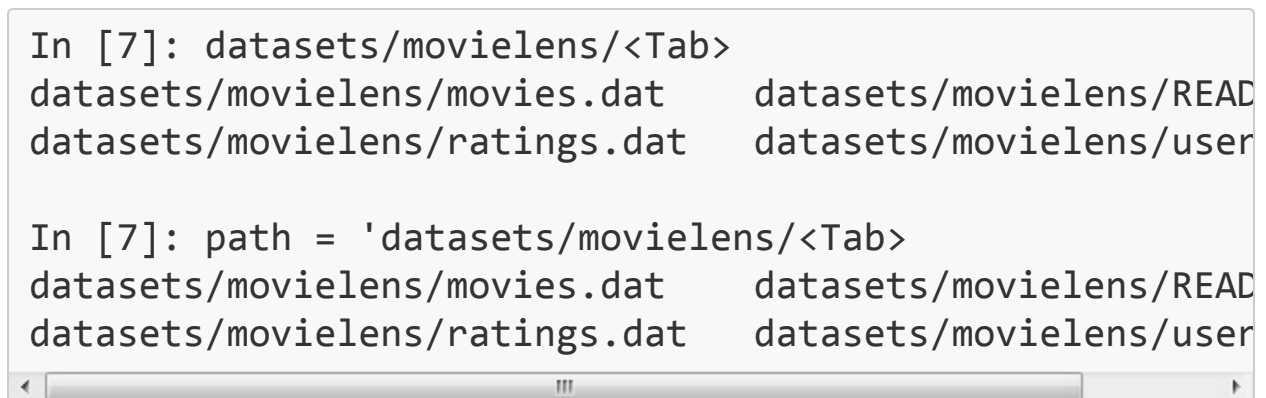 In [7]: datasets/movielens/<Tab>
datasets/movielens/movies.dat    datasets/movielens/READ
datasets/movielens/ratings.dat   datasets/movielens/user
In [7]: path = 'datasets/movielens/<Tab>
datasets/movielens/movies.dat    datasets/movielens/READ
datasets/movielens/ratings.dat   datasets/movielens/user